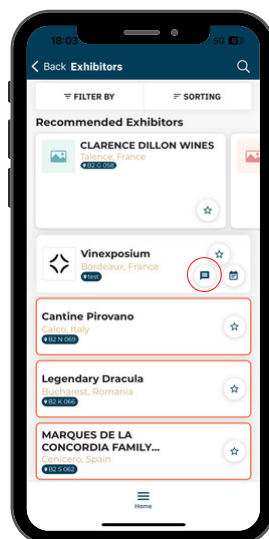 18:03
5G
Back Exhibitors
FILTER BY
SORTING
Recommended Exhibitors
CLARENCE DILLON WINES
Talence, France
B2 G 058
Vinexposium
Bordeaux, France
test
Cantine Pirovano
Calco, Italy
B2 N 069
Legendary Dracula
Bucharest, Romania
B2 K 066
MARQUES DE LA
CONCORDIA FAMILY...
Cenicero, Spain
B2 S 062
Home